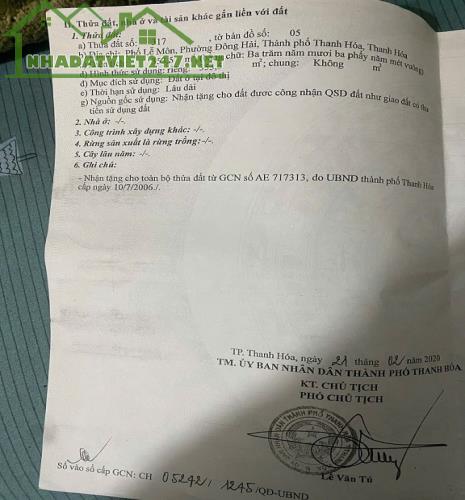 II. Thửa đất, nhà ở và tài sản khác gắn liền với đất
1. Thửa đất:
a) Thửa đất số: 17 , tờ bản đồ số: 05
b) Địa chỉ: Phố Lễ Môn, Phường Đông Hải, Thành phố Thanh Hóa, Thanh Hóa
chữ: Ba trăm năm mươi ba phẩy năm mét vuông)
d) Hình thức sử dụng: riêng: m²; chung: Không m²
đ) Mục đích sử dụng: Đất ở tại đô thị
e) Thời hạn sử dụng: Lâu dài
g) Nguồn gốc sử dụng: Nhận tặng cho đất được công nhận QSD đất như giao đất có thu
tiền sử dụng đất
2. Nhà ở: -/-.
3. Công trình xây dựng khác: -/-.
4. Rừng sản xuất là rừng trồng: -/-.
5. Cây lâu năm: -/-.
6. Ghi chú:
- Nhận tặng cho toàn bộ thửa đất từ GCN số AE 717313, do UBND thành phố Thanh Hóa
cấp ngày 10/7/2006./.
NHADATVIET247.NET
nhadatviet247.net
TP. Thanh Hóa, ngày 21 tháng 02 năm 2020
TM. ỦY BAN NHÂN DÂN THÀNH PHỐ THANH HÓA
KT. CHỦ TỊCH
PHÓ CHỦ TỊCH
Lê Văn Tú
Số vào sổ cấp GCN: CH 05242/1245/QĐ-UBND